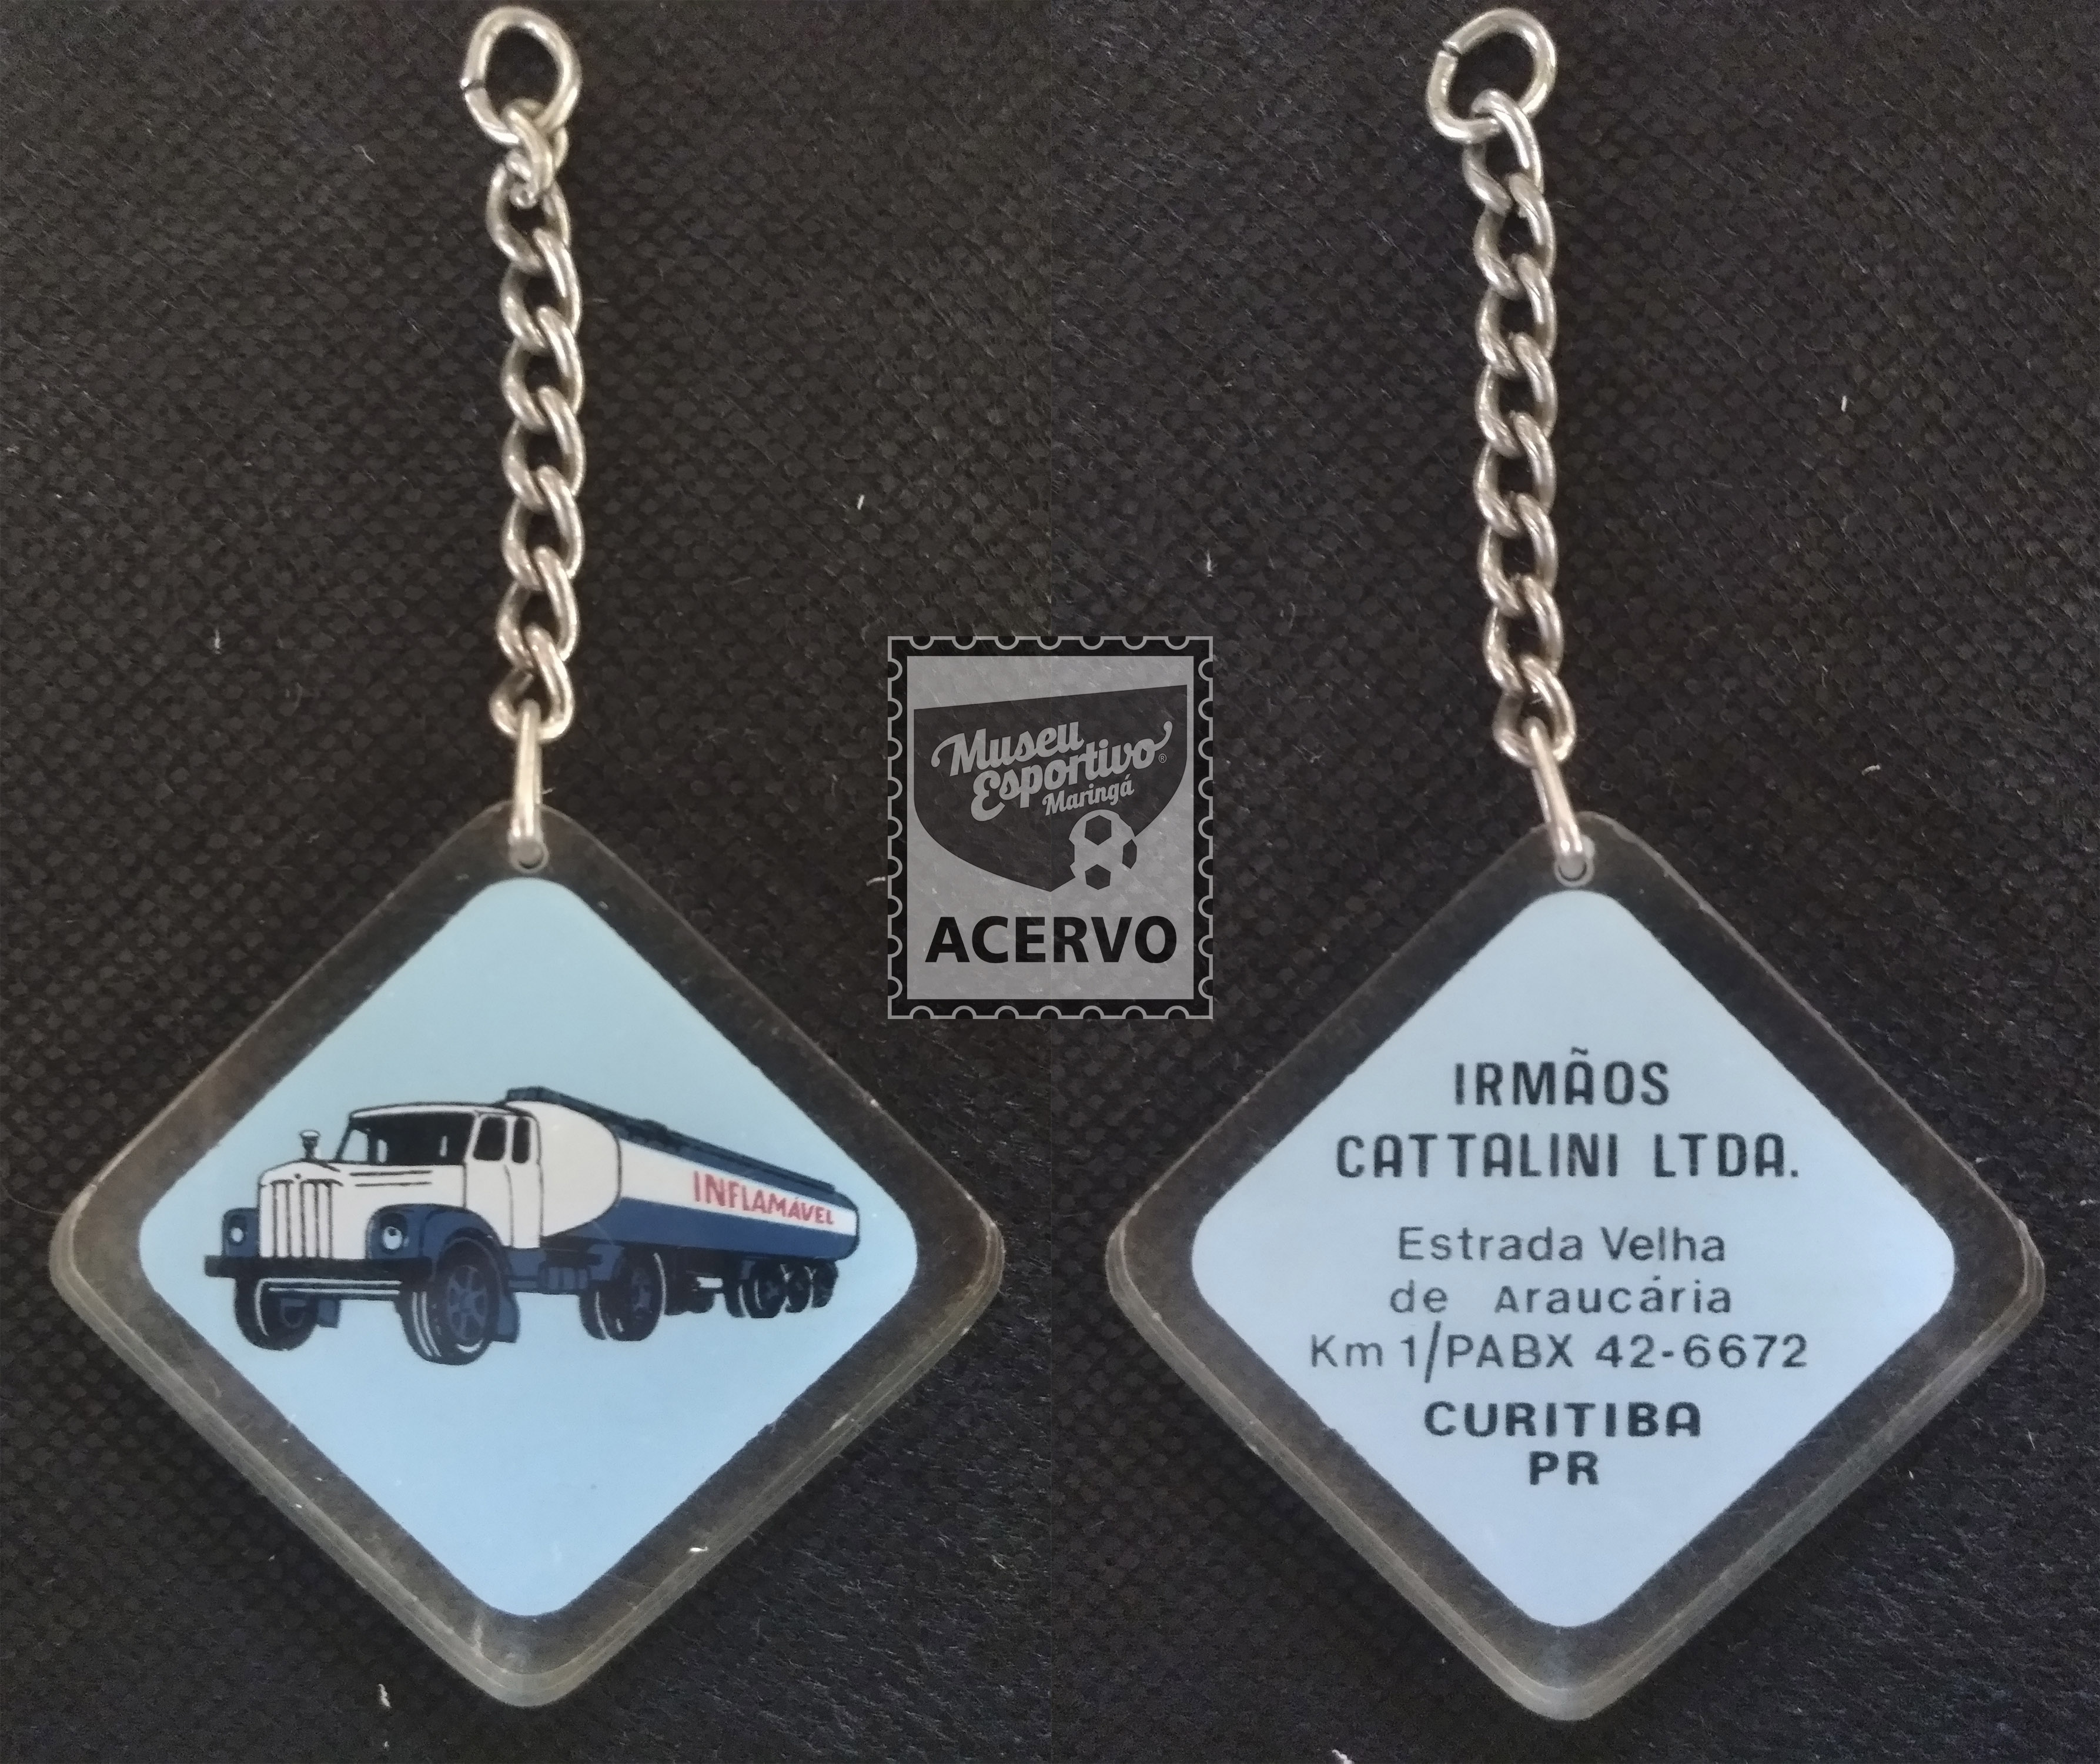 INFLAMÁVEL
Museu
Esportivo®
Maringá
ACERVO
IRMÃOS
CATTALINI LTDA.
Estrada Velha
de Araucária
Km 1/PABX 42-6672
CURITIBA
PR